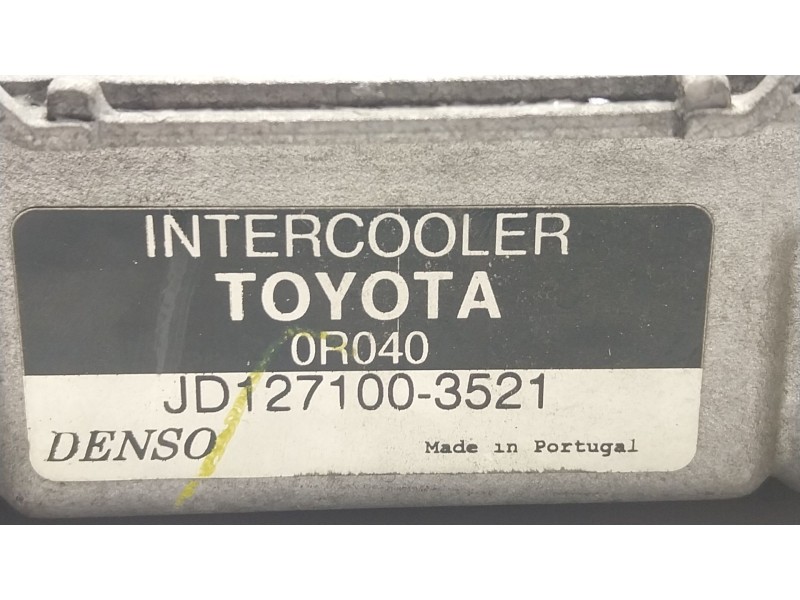 INTERCOOLER
TOYOTA
0R040
JD127100-3521
DENSO Made in Portugal